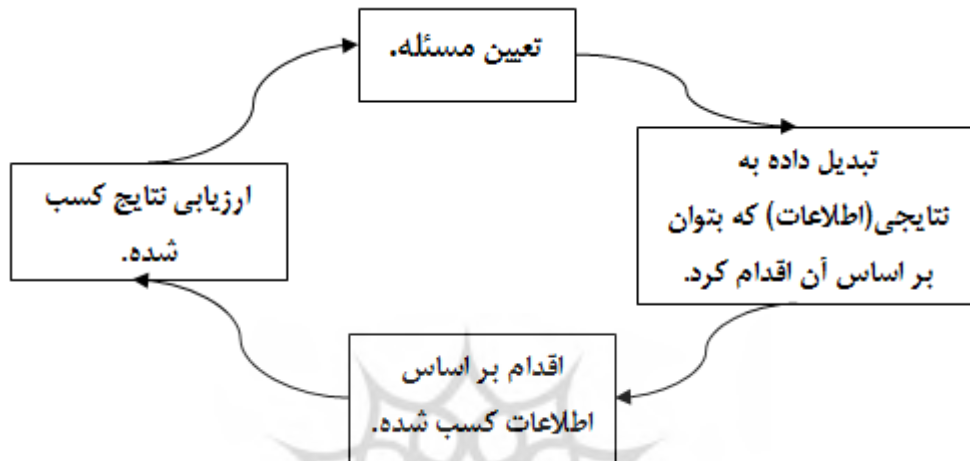 تعیین مسئله.
تبدیل داده به
نتایجی(اطلاعات) که بتوان
بر اساس آن اقدام کرد.
اقدام بر اساس
اطلاعات کسب شده.
ارزیابی نتایج کسب
شده.